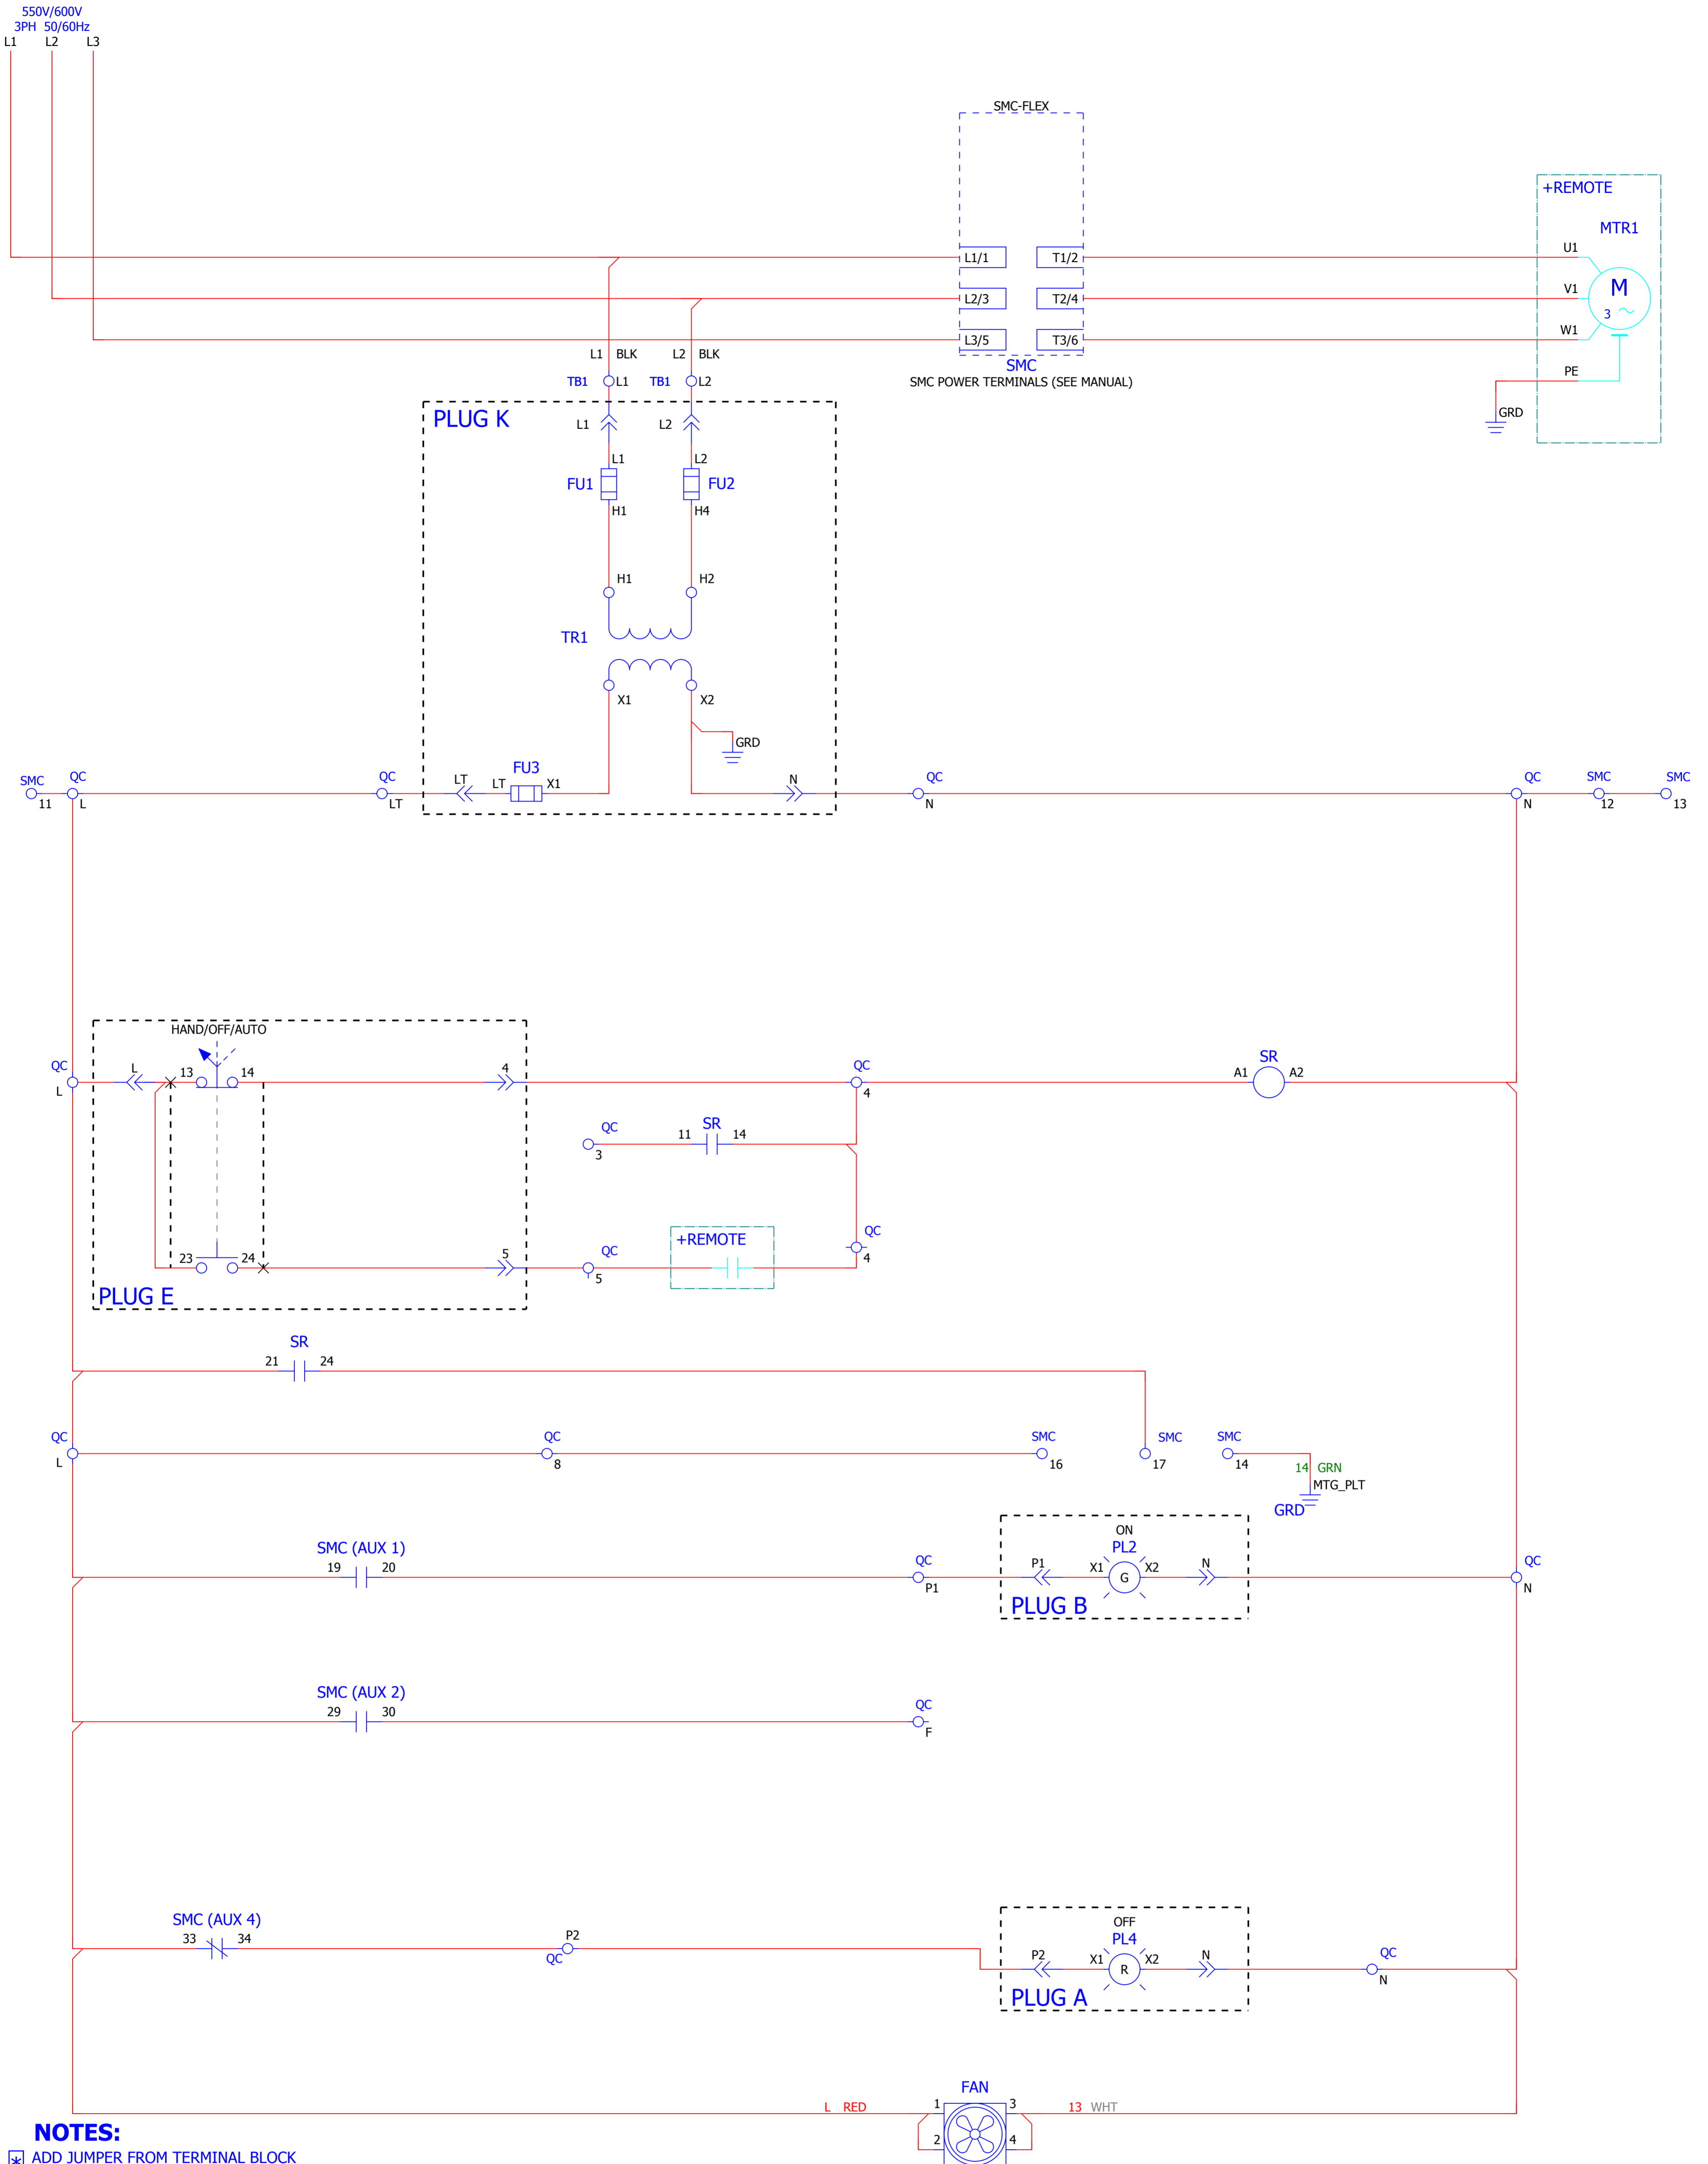 550V/600V
3PH 50/60Hz
L1 L2 L3
SMC-FLEX
+REMOTE
MTR1
L1/1 T1/2 U1
L2/3 T2/4 V1 M
3
L3/5 T3/6 W1
L1 BLK L2 BLK
SMC
PE
TB1 L1 TB1 L2
SMC POWER TERMINALS (SEE MANUAL)
GRD
PLUG K
L1 L2
L1 L2
FU1 FU2
H1 H4
H1 H2
TR1
X1 X2
GRD
FU3
SMC QC QC LT LT X1 N QC QC SMC SMC
11 L LT N N 12 13
HAND/OFF/AUTO
QC L 13 14 4 SR
A1 A2
L 4
QC 11 SR 14
3
QC
+REMOTE
23 24 5 QC 4
5
PLUG E
SR
21 24
QC QC SMC SMC SMC
L 8 16 17 14
14 GRN
MTG_PLT
GRD
ON
SMC (AUX 1) PL2
19 20 QC P1 X1 G X2 N QC
P1 N
PLUG B
SMC (AUX 2)
29 30 QC
F
SMC (AUX 4) OFF
33 34 P2 PL4
QC P2 X1 R X2 N QC
N
PLUG A
FAN
L RED 1 3 13 WHT
2 4
NOTES:
* ADD JUMPER FROM TERMINAL BLOCK